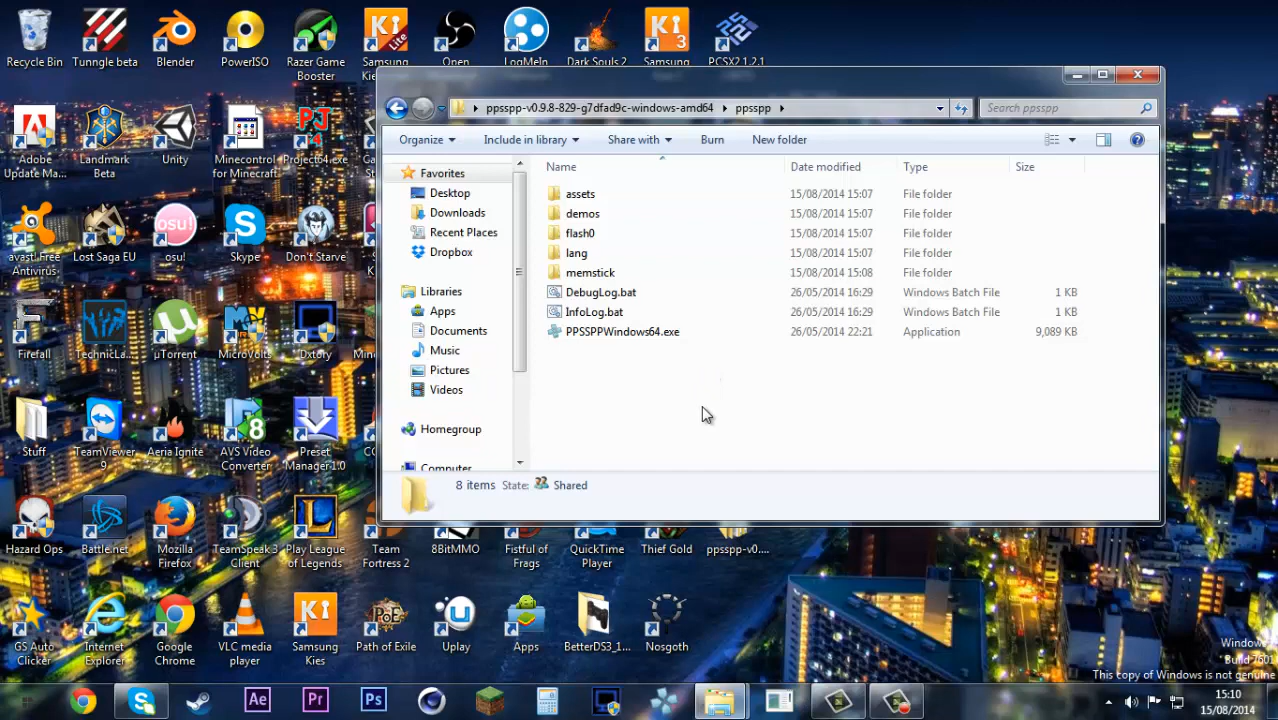 Recycle Bin
Tunngle beta
Blender
PowerISO
Razer Game
Booster
Samsung
Open
LogMeIn
Dark Souls 2
Samsung
PCSX2 1.2.1
Adobe
Update Ma...
Landmark
Beta
Unity
Minecontrol
for Minecraft
Project64.exe
avast! Free
Antivirus
Lost Saga EU
osu!
Skype
Don't Starve
Firefall
TechnicLa...
µTorrent
MicroVolts
Dxtory
Stuff
TeamViewer
9
Aeria Ignite
AVS Video
Converter
Preset
Manager 1.0
Hazard Ops
Battle.net
Mozilla
Firefox
TeamSpeak 3
Client
Play League
of Legends
Team
Fortress 2
8BitMMO
Fistful of
Frags
QuickTime
Player
Thief Gold
ppsspp-v0....
GS Auto
Clicker
Internet
Explorer
Google
Chrome
VLC media
player
Samsung
Kies
Path of Exile
Uplay
Apps
BetterDS3_1...
Nosgoth
ppsspp-v0.9.8-829-g7dfad9c-windows-amd64
ppsspp
Search ppsspp
Organize
Include in library
Share with
Burn
New folder
Favorites
Desktop
Downloads
Recent Places
Dropbox
Libraries
Apps
Documents
Music
Pictures
Videos
Homegroup
Computer
Name Date modified Type Size
assets 15/08/2014 15:07 File folder
demos 15/08/2014 15:07 File folder
flash0 15/08/2014 15:07 File folder
lang 15/08/2014 15:07 File folder
memstick 15/08/2014 15:08 File folder
DebugLog.bat 26/05/2014 16:29 Windows Batch File 1 KB
InfoLog.bat 26/05/2014 16:29 Windows Batch File 1 KB
PPSSPPWindows64.exe 26/05/2014 22:21 Application 9,089 KB
8 items State: Shared
Windows
Build 7601
This copy of Windows is not genuine
Ae
Pr
Ps
15:10
15/08/2014